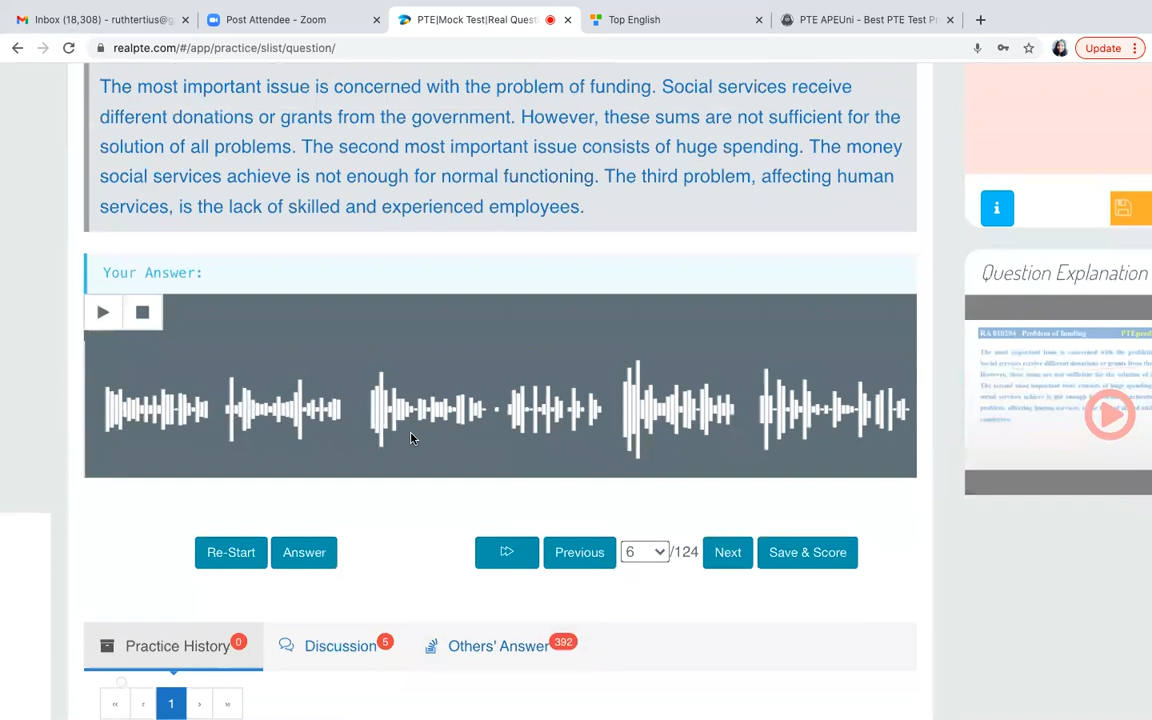 Inbox (18,308) - ruthtertius@g
Post Attendee - Zoom
PTE|Mock Test|Real Quest
Top English
PTE APEUni - Best PTE Test Pr
realpte.com/#/app/practice/slist/question/
Update
The most important issue is concerned with the problem of funding. Social services receive
different donations or grants from the government. However, these sums are not sufficient for the
solution of all problems. The second most important issue consists of huge spending. The money
social services achieve is not enough for normal functioning. The third problem, affecting human
services, is the lack of skilled and experienced employees.
Your Answer:
Question Explanation
RA 010294 Problem of funding
Re-Start
Answer
Previous
6
/124
Next
Save & Score
Practice History
0
Discussion
5
Others' Answer
392
«
‹
1
›
»